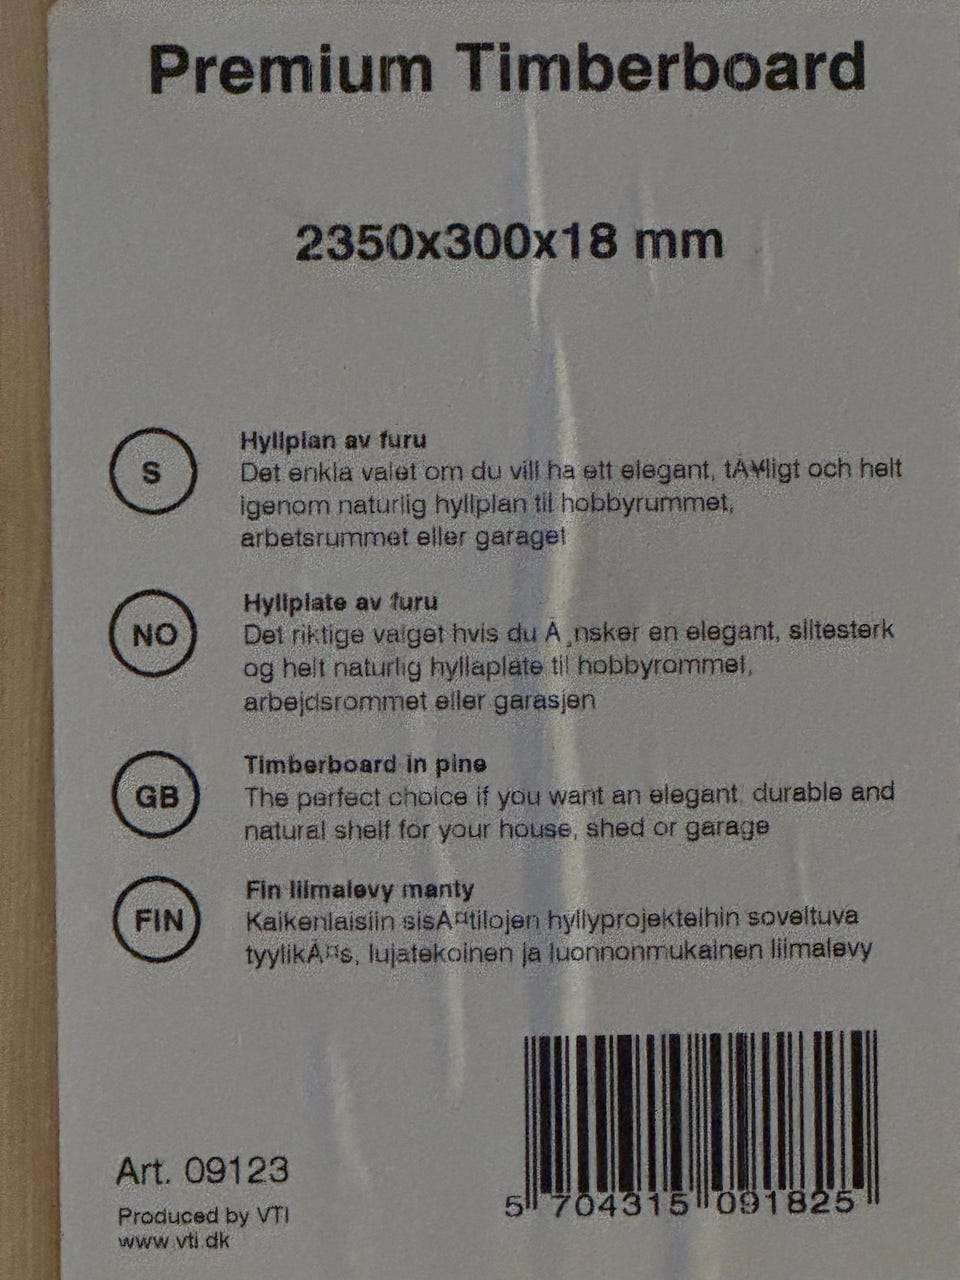 Premium Timberboard
2350x300x18 mm
S
Hyllplan av furu
Det enkla valet om du vill ha ett elegant, tÃ¥ligt och helt
igenom naturlig hyllplan til hobbyrummet,
arbetsrummet eller garaget
NO
Hyllplate av furu
Det riktige valget hvis du Ã¸nsker en elegant, slitesterk
og helt naturlig hyllaplate til hobbyrommet,
arbejdsrommet eller garasjen
GB
Timberboard in pine
The perfect choice if you want an elegant, durable and
natural shelf for your house, shed or garage
FIN
Fin liimalevy manty
Kaikenlaisiin sisÃ¤tilojen hyllyprojekteihin soveltuva
tyylikÃ¤s, lujatekoinen ja luonnonmukainen liimalevy
Art. 09123
Produced by VTI
www.vti.dk
5 704315 091825